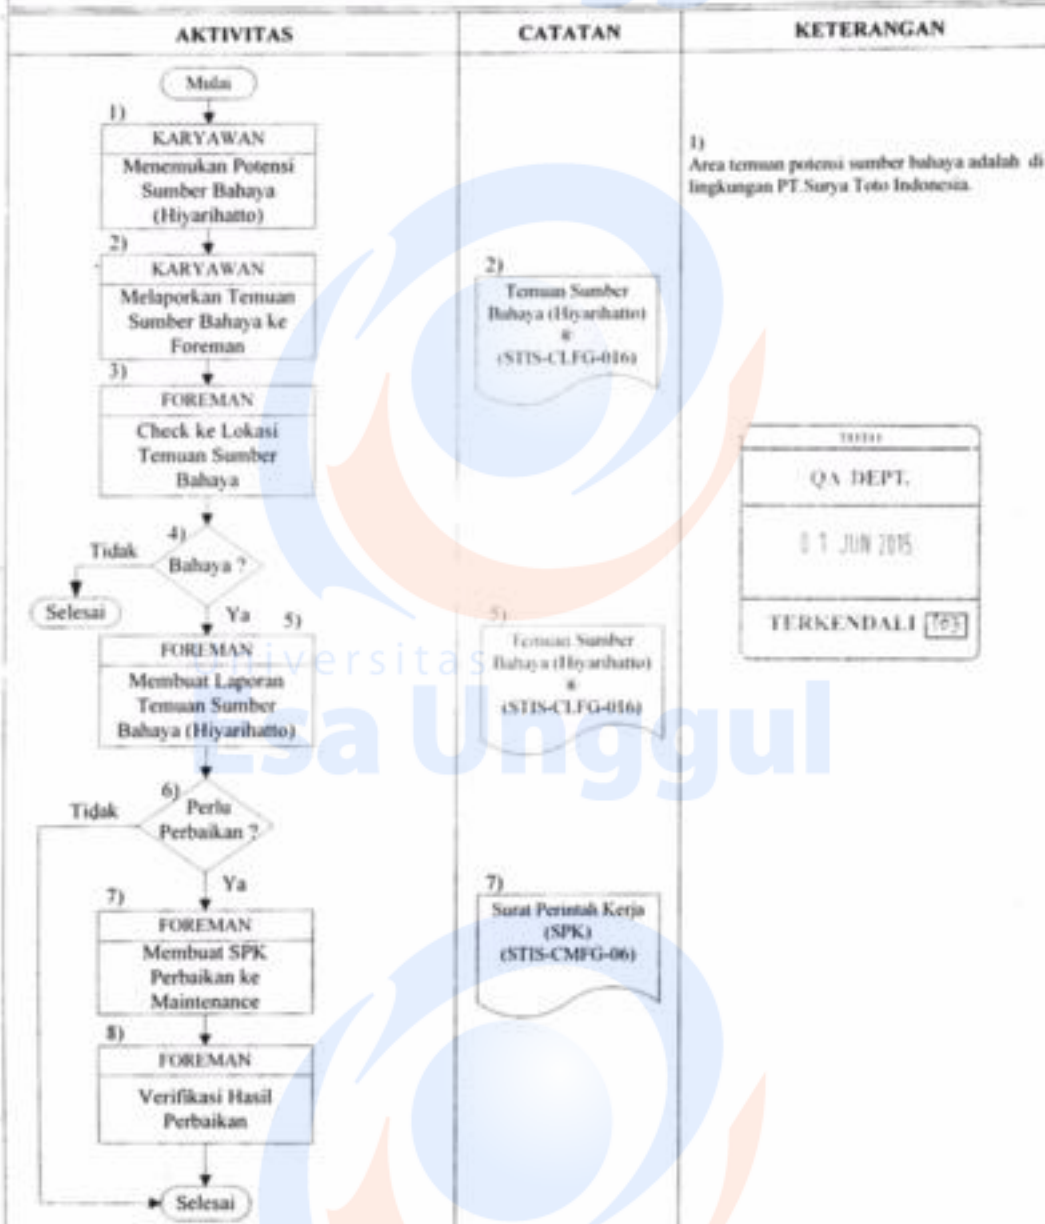 AKTIVITAS
CATATAN
KETERANGAN
Mulai
1)
KARYAWAN
Menemukan Potensi
Sumber Bahaya
(Hiyarihatto)
1)
Area temuan potensi sumber bahaya adalah di
lingkungan PT.Surya Toto Indonesia.
2)
KARYAWAN
Melaporkan Temuan
Sumber Bahaya ke
Foreman
2)
Temuan Sumber
Bahaya (Hiyarihatto)
(STIS-CLFG-016)
3)
FOREMAN
Check ke Lokasi
Temuan Sumber
Bahaya
QA DEPT.
0 1 JUN 2015
TERKENDALI
4)
Bahaya ?
Tidak
Selesai
Ya
5)
FOREMAN
Membuat Laporan
Temuan Sumber
Bahaya (Hiyarihatto)
5)
Temuan Sumber
Bahaya (Hiyarihatto)
(STIS-CLFG-016)
Universitas
Esa Unggul
6)
Perlu
Perbaikan ?
Tidak
Ya
7)
FOREMAN
Membuat SPK
Perbaikan ke
Maintenance
7)
Surat Perintah Kerja
(SPK)
(STIS-CMFG-06)
8)
FOREMAN
Verifikasi Hasil
Perbaikan
Selesai